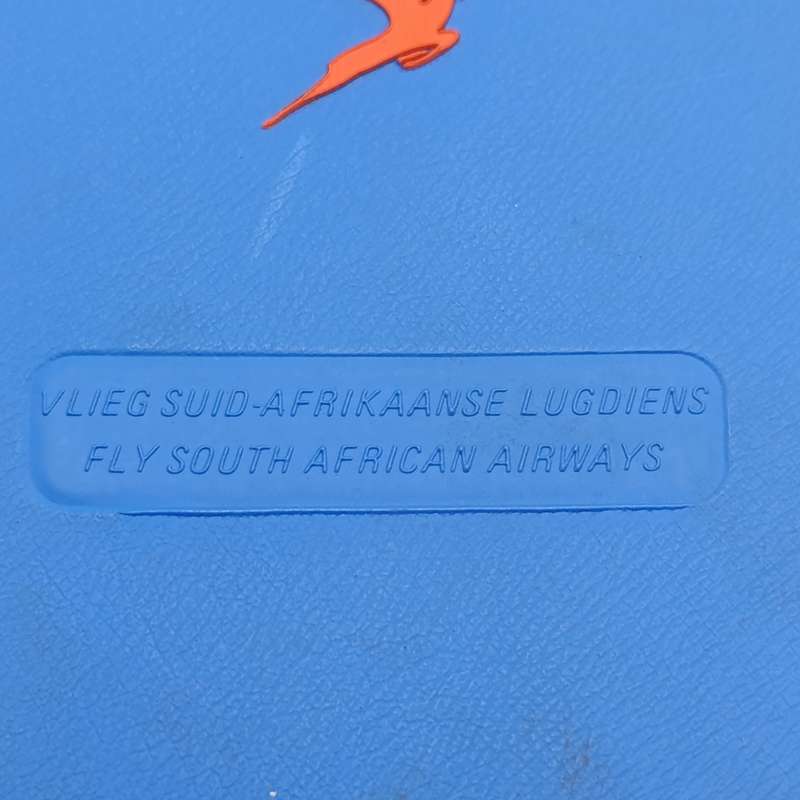 VLIEG SUID-AFRIKAANSE LUGDIENS
FLY SOUTH AFRICAN AIRWAYS